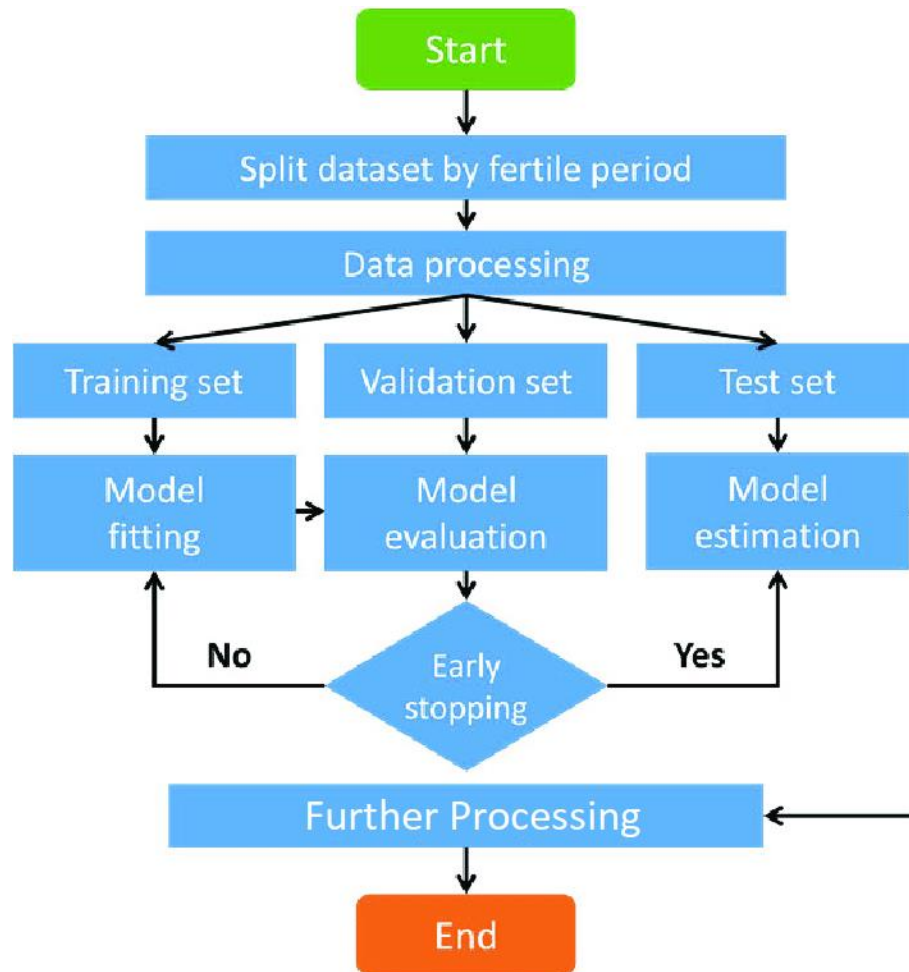 Start
Split dataset by fertile period
Data processing
Training set
Validation set
Test set
Model
fitting
Model
evaluation
Model
estimation
No
Early
stopping
Yes
Further Processing
End